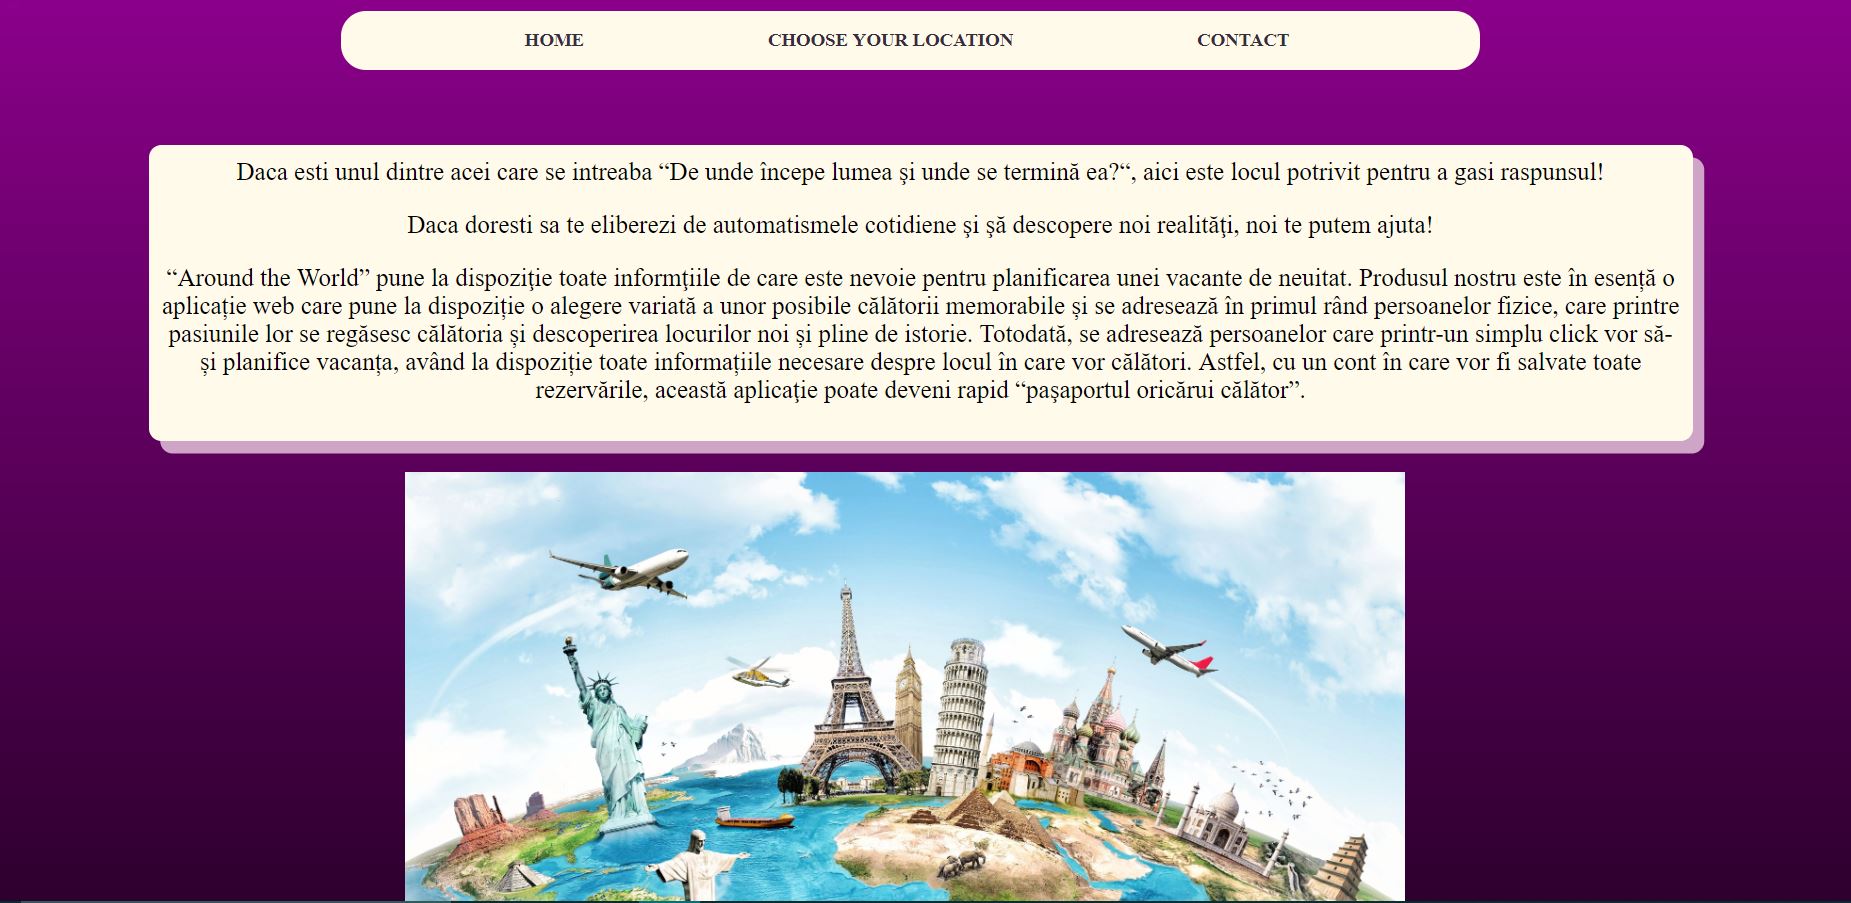 HOME CHOOSE YOUR LOCATION CONTACT
Daca esti unul dintre acei care se intreaba “De unde începe lumea şi unde se termină ea?“, aici este locul potrivit pentru a gasi raspunsul!
Daca doresti sa te eliberezi de automatismele cotidiene şi şă descopere noi realităţi, noi te putem ajuta!
“Around the World” pune la dispoziţie toate informţiile de care este nevoie pentru planificarea unei vacante de neuitat. Produsul nostru este în esență o
aplicație web care pune la dispoziție o alegere variată a unor posibile călătorii memorabile și se adresează în primul rând persoanelor fizice, care printre
pasiunile lor se regăsesc călătoria și descoperirea locurilor noi și pline de istorie. Totodată, se adresează persoanelor care printr-un simplu click vor să-
și planifice vacanța, având la dispoziție toate informațiile necesare despre locul în care vor călători. Astfel, cu un cont în care vor fi salvate toate
rezervările, această aplicaţie poate deveni rapid “paşaportul oricărui călător”.